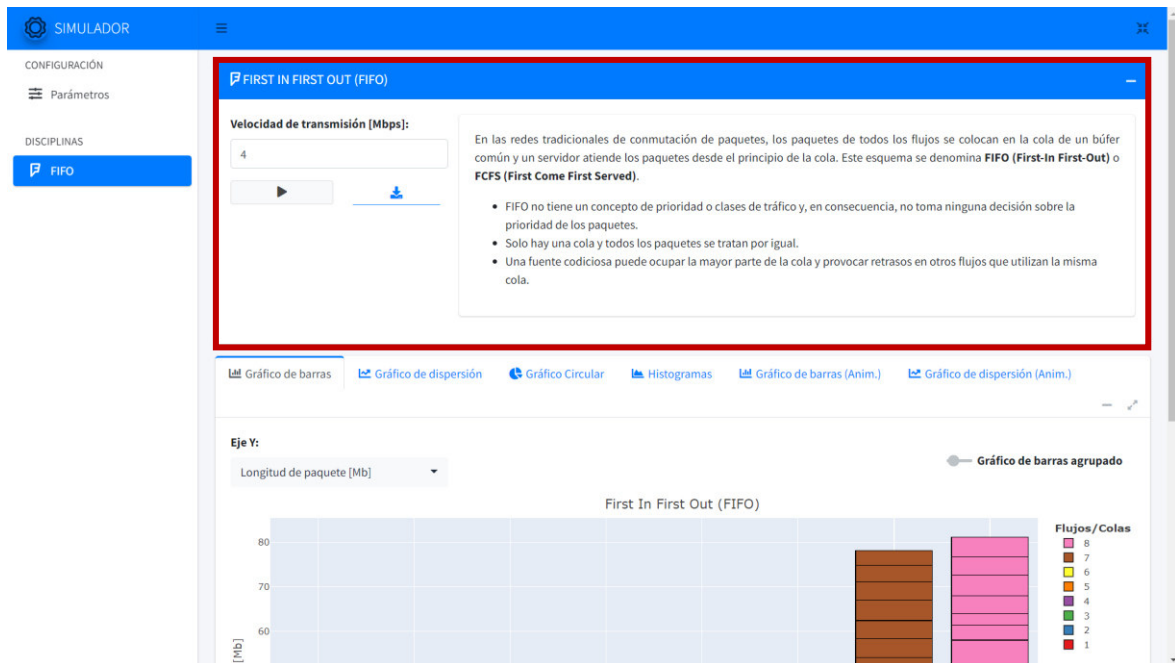 SIMULADOR
CONFIGURACIÓN
Parámetros
DISCIPLINAS
FIFO
FIRST IN FIRST OUT (FIFO)
Velocidad de transmisión [Mbps]:
4
En las redes tradicionales de conmutación de paquetes, los paquetes de todos los flujos se colocan en la cola de un búfer
común y un servidor atiende los paquetes desde el principio de la cola. Este esquema se denomina FIFO (First-In First-Out) o
FCFS (First Come First Served).
• FIFO no tiene un concepto de prioridad o clases de tráfico y, en consecuencia, no toma ninguna decisión sobre la
prioridad de los paquetes.
• Solo hay una cola y todos los paquetes se tratan por igual.
• Una fuente codiciosa puede ocupar la mayor parte de la cola y provocar retrasos en otros flujos que utilizan la misma
cola.
Gráfico de barras
Gráfico de dispersión
Gráfico Circular
Histogramas
Gráfico de barras (Anim.)
Gráfico de dispersión (Anim.)
Eje Y:
Longitud de paquete [Mb]
Gráfico de barras agrupado
First In First Out (FIFO)
80
70
60
[Mb]
Flujos/Colas
8
7
6
5
4
3
2
1